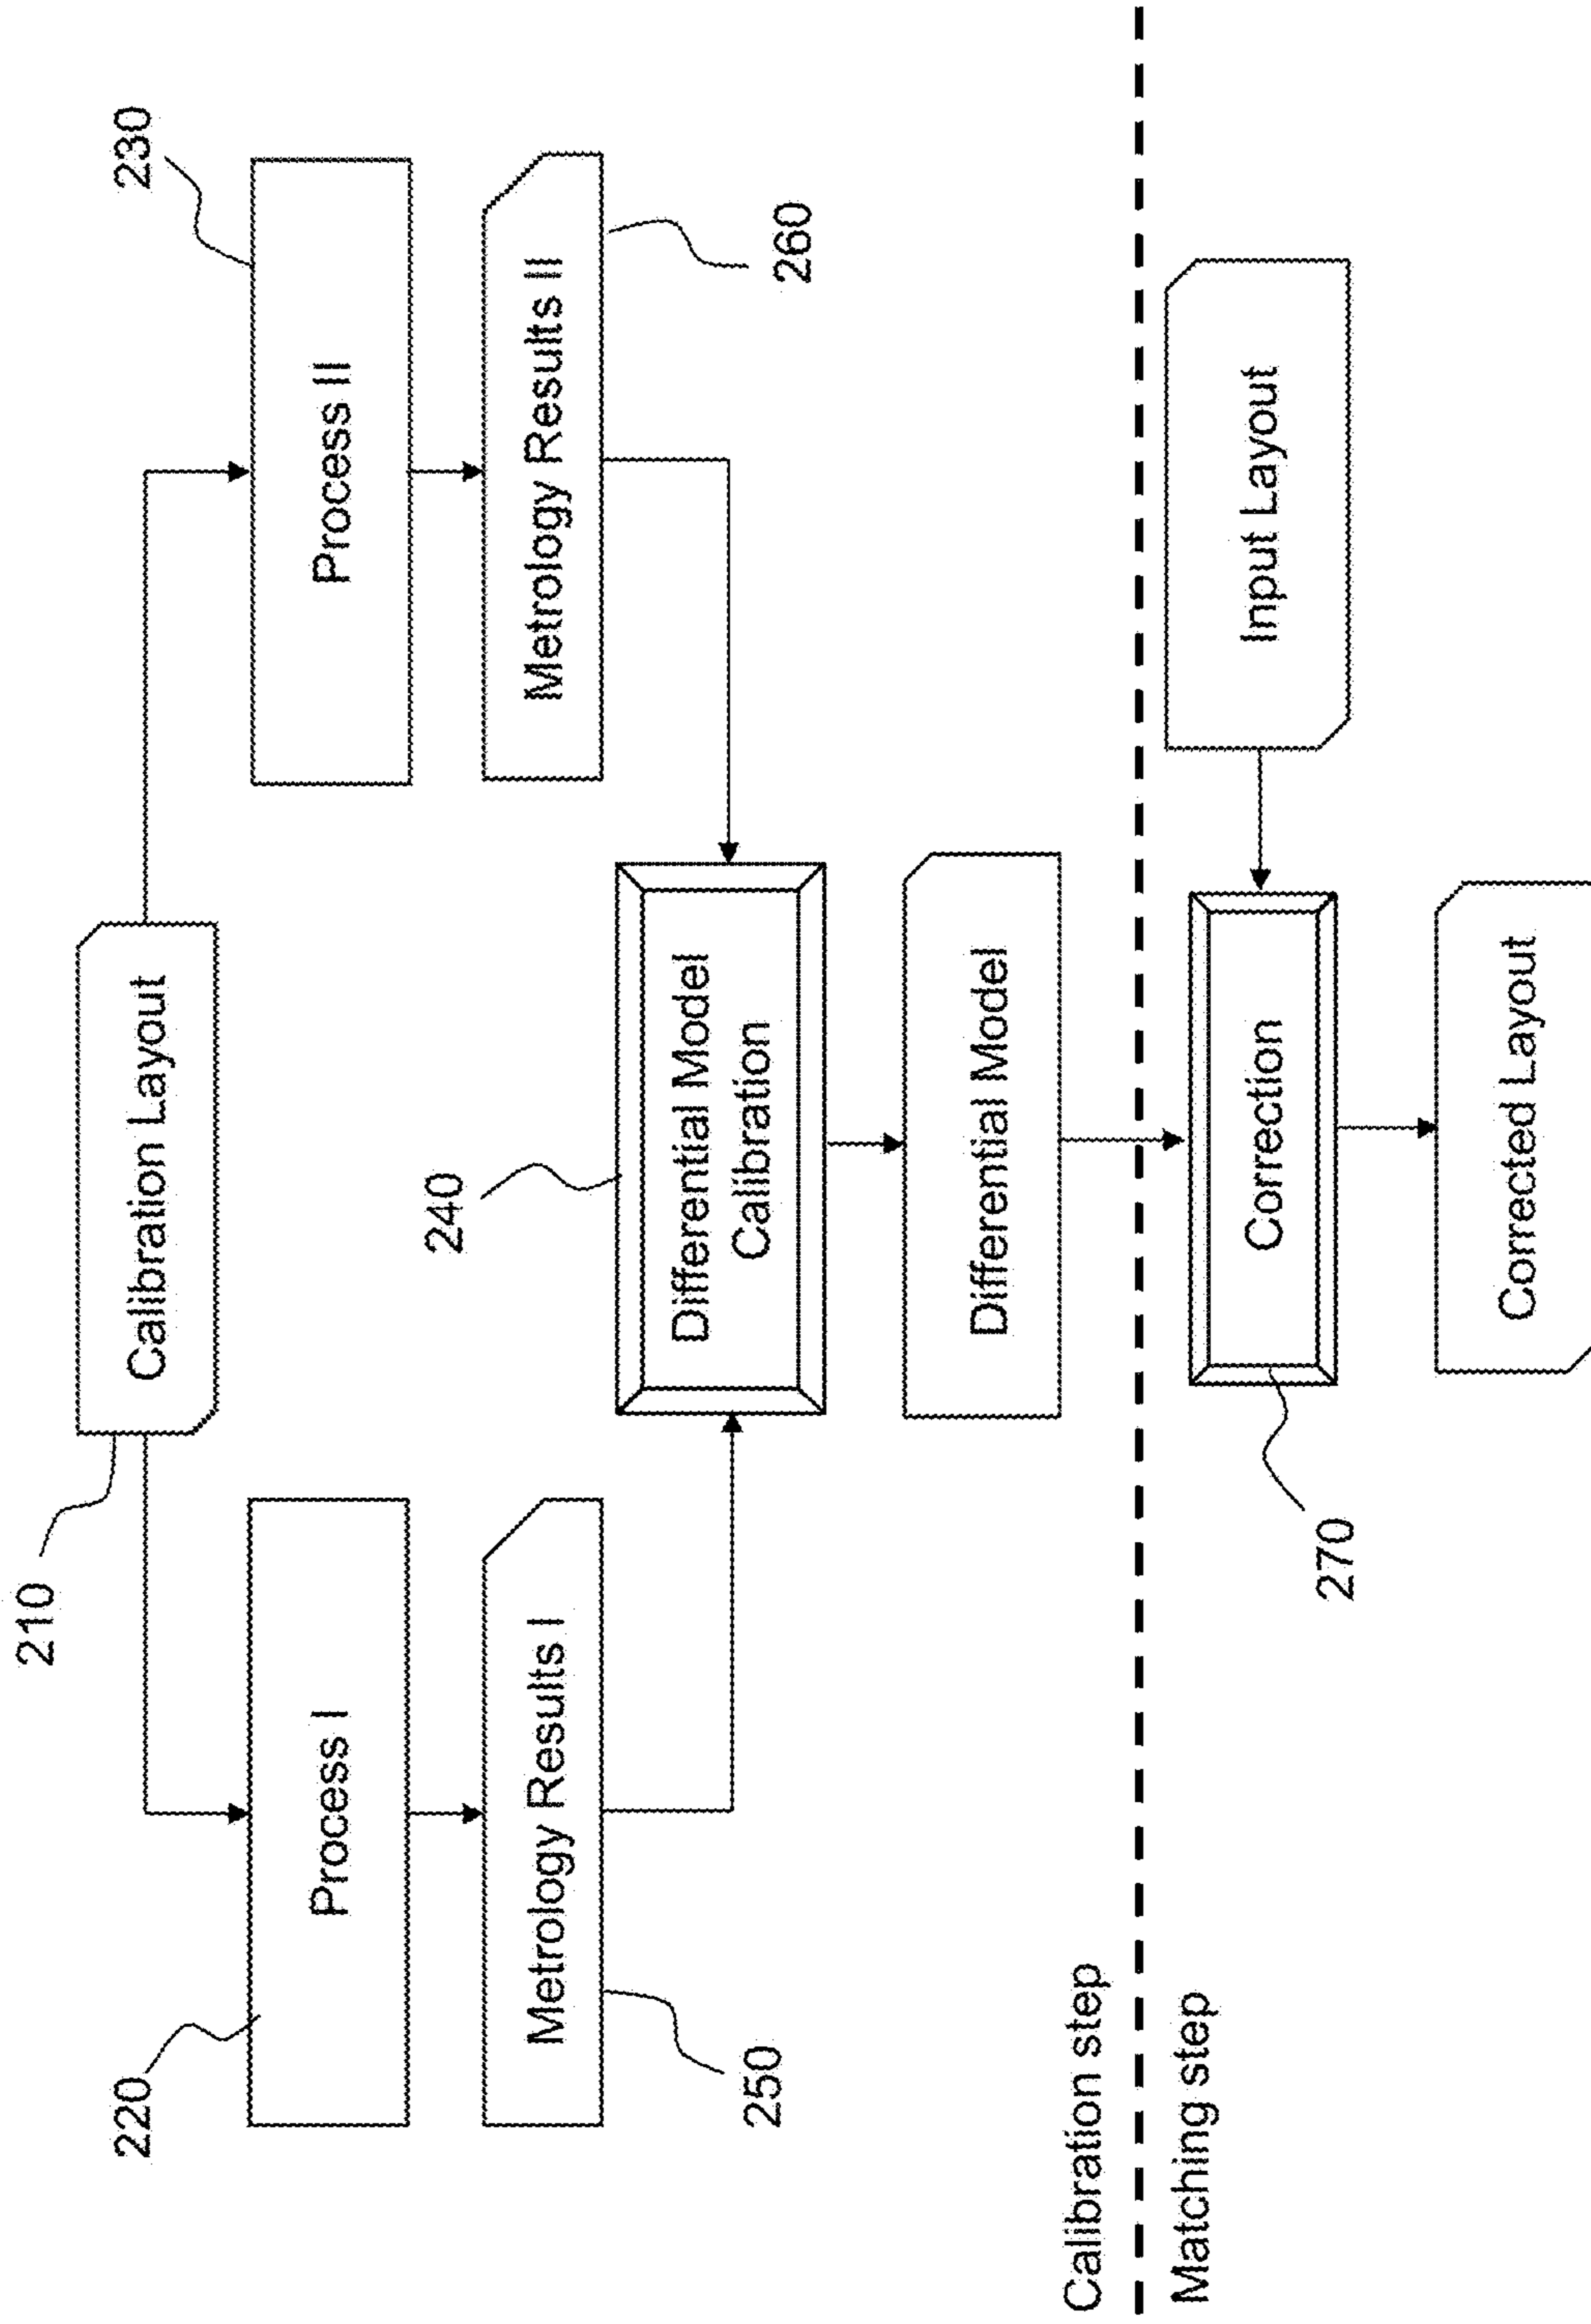 210
Calibration Layout
220
230
Process I
Process II
Metrology Results I
Metrology Results II
250
260
240
Differential Model
Calibration
Differential Model
Calibration step
Matching step
Correction
Input Layout
270
Corrected Layout